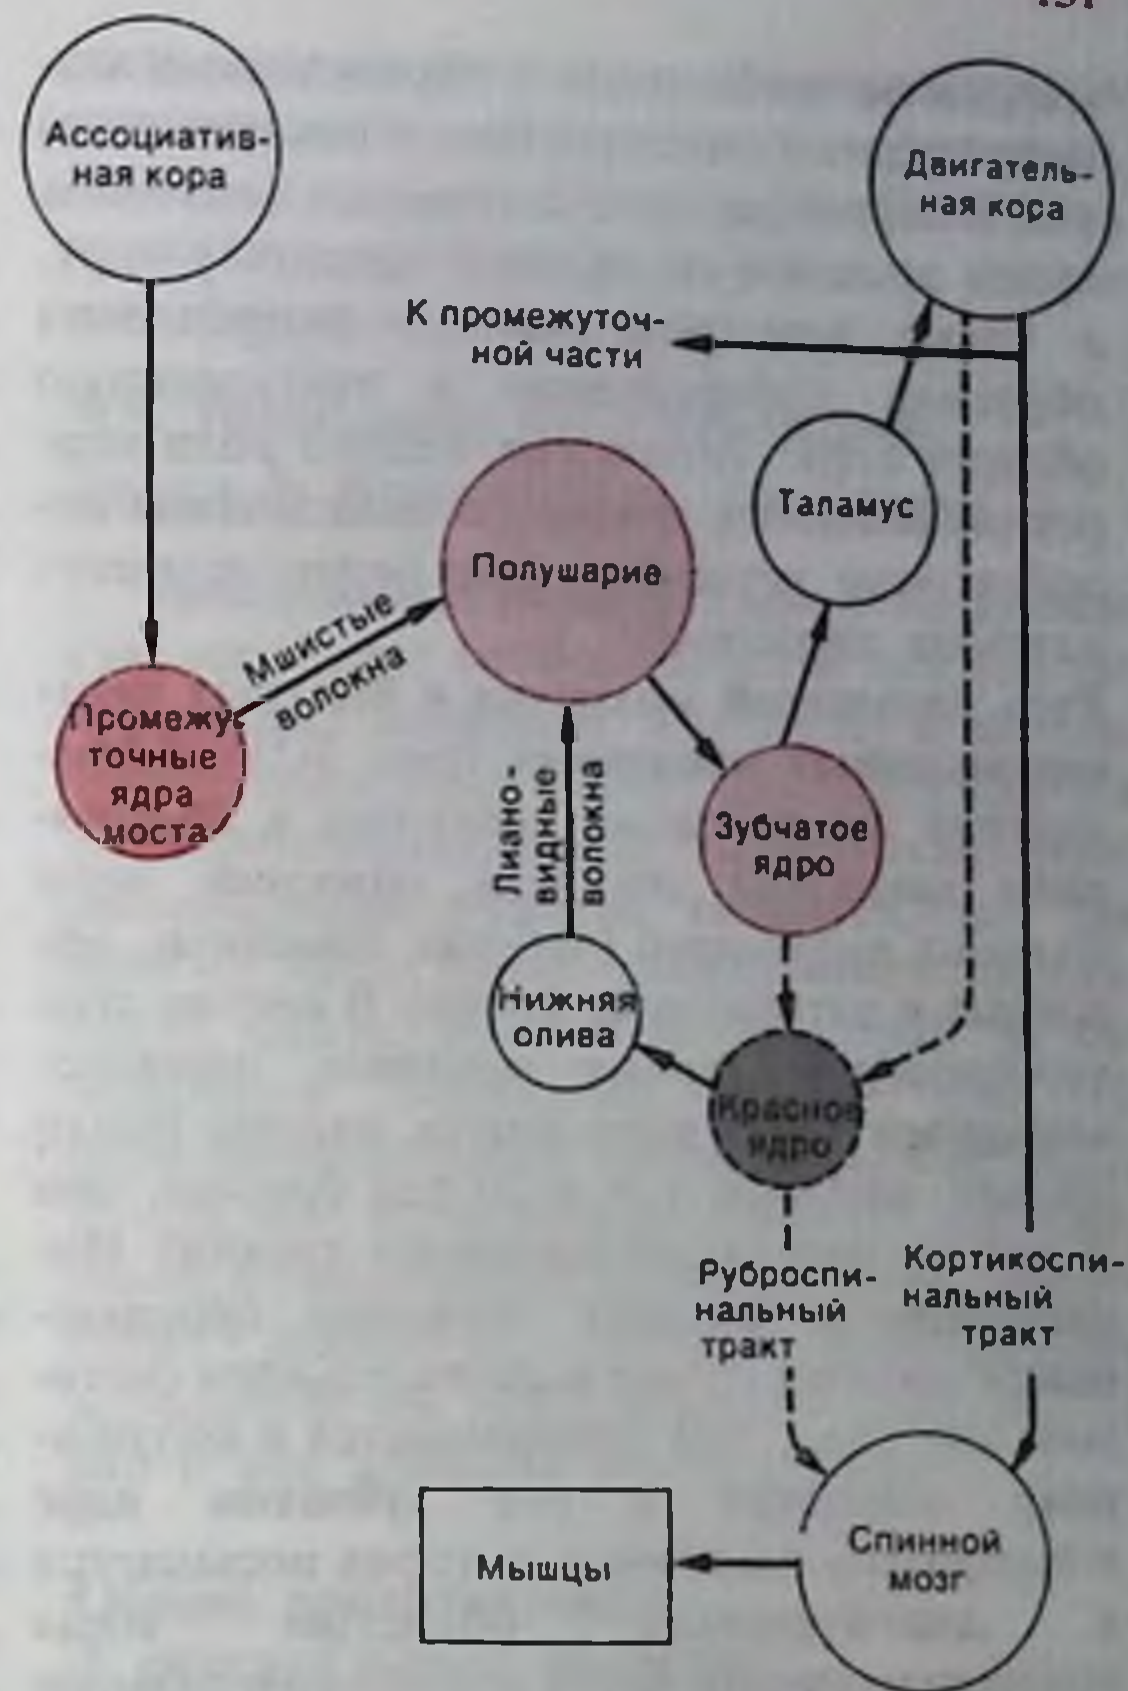 Ассоциатив-
ная кора
Двигатель-
ная кора
К промежуточ-
ной части
Таламус
Полушарие
Мшистые
волокна
Промежу-
точные
ядра
моста
Лиано-
видные
волокна
Зубчатое
ядро
Нижняя
олива
Красное
ядро
Руброспи-
нальный
тракт
Кортикоспи-
нальный
тракт
Спинной
мозг
Мышцы